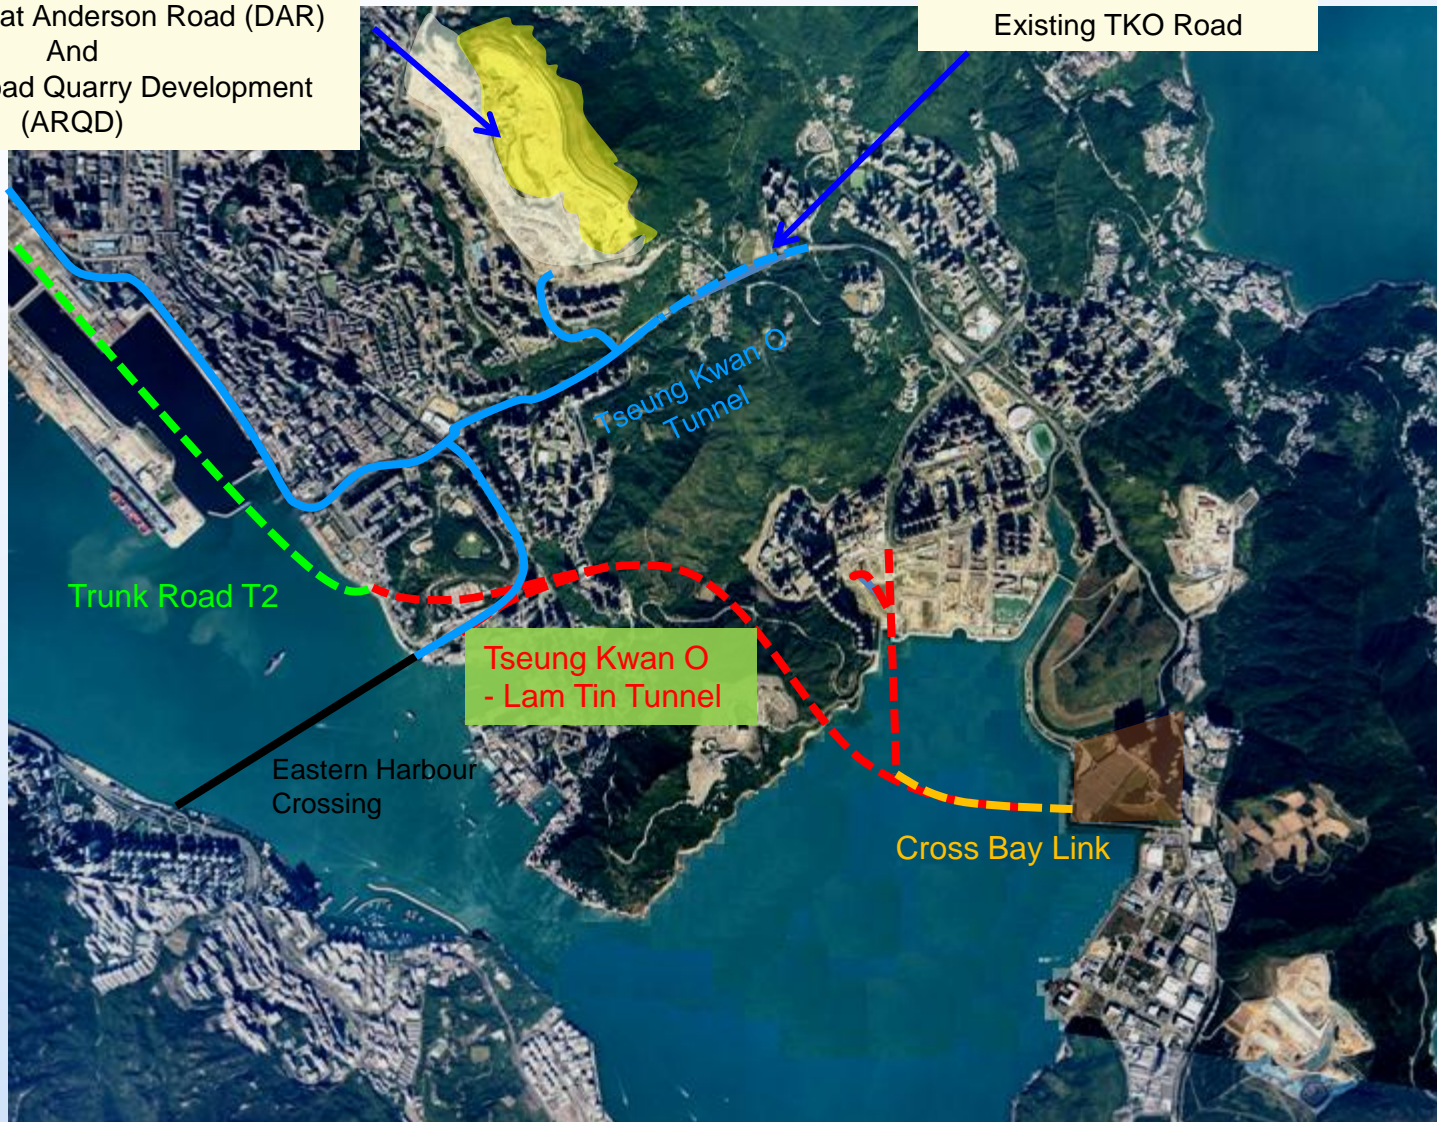 at Anderson Road (DAR)
And
ad Quarry Development
(ARQD)
Existing TKO Road
Tseung Kwan O
Tunnel
Trunk Road T2
Tseung Kwan O
- Lam Tin Tunnel
Eastern Harbour
Crossing
Cross Bay Link